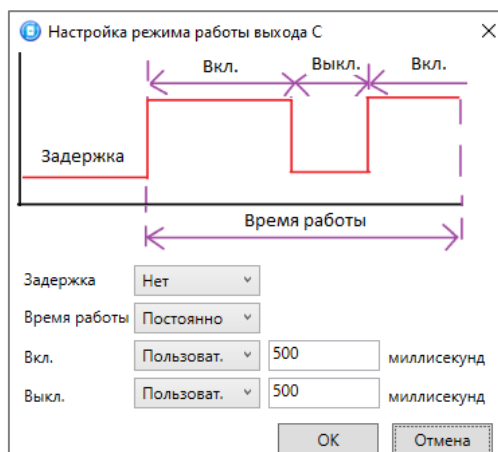 Настройка режима работы выхода C
Вкл. Выкл. Вкл.
Задержка
Время работы
Задержка Нет
Время работы Постоянно
Вкл. Пользоват. 500 миллисекунд
Выкл. Пользоват. 500 миллисекунд
ОК Отмена